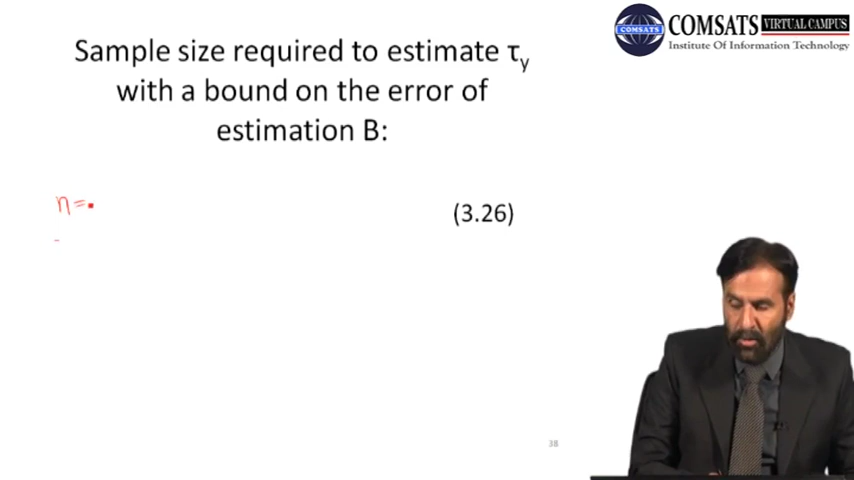 COMSATS VIRTUAL CAMPUS
Institute Of Information Technology
COMSATS
Sample size required to estimate τy
with a bound on the error of
estimation B:
n=
(3.26)
38